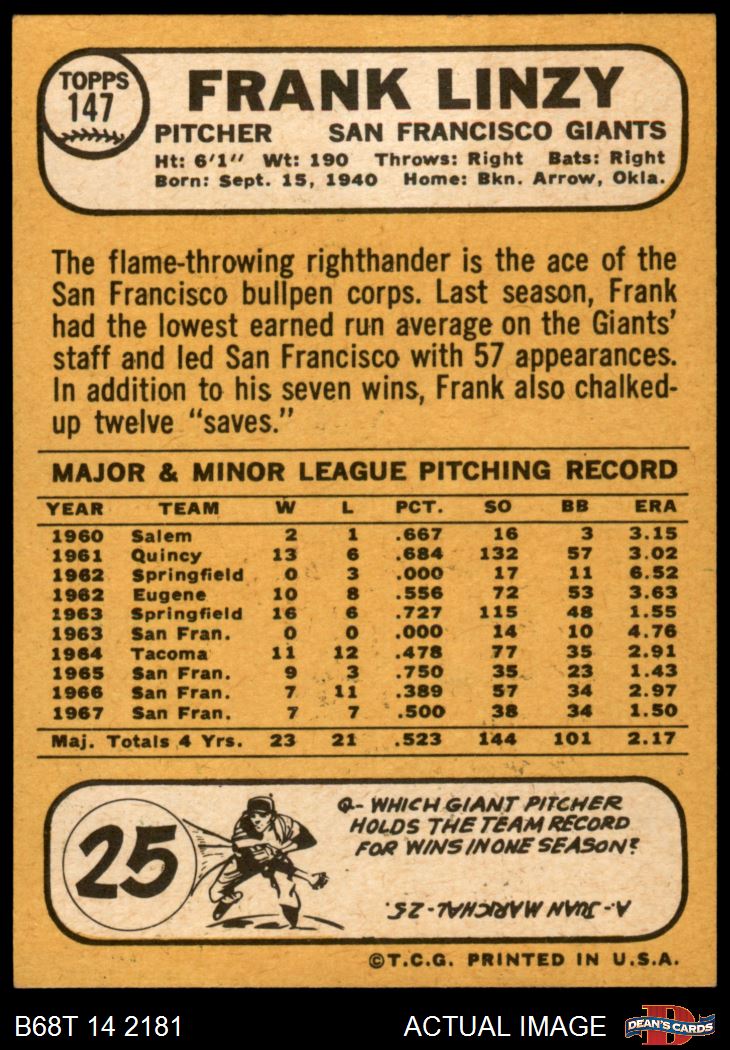 TOPPS
147
FRANK LINZY
PITCHER SAN FRANCISCO GIANTS
Ht: 6'1" Wt: 190 Throws: Right Bats: Right
Born: Sept. 15, 1940 Home: Bkn. Arrow, Okla.
The flame-throwing righthander is the ace of the
San Francisco bullpen corps. Last season, Frank
had the lowest earned run average on the Giants'
staff and led San Francisco with 57 appearances.
In addition to his seven wins, Frank also chalked-
up twelve "saves."
MAJOR & MINOR LEAGUE PITCHING RECORD
YEAR TEAM W L PCT. SO BB ERA
1960 Salem 2 1 .667 16 3 3.15
1961 Quincy 13 6 .684 132 57 3.02
1962 Springfield 0 3 .000 17 11 6.52
1962 Eugene 10 8 .556 72 53 3.63
1963 Springfield 16 6 .727 115 48 1.55
1963 San Fran. 0 0 .000 14 10 4.76
1964 Tacoma 11 12 .478 77 35 2.91
1965 San Fran. 9 3 .750 35 23 1.43
1966 San Fran. 7 11 .389 57 34 2.97
1967 San Fran. 7 7 .500 38 34 1.50
Maj. Totals 4 Yrs. 23 21 .523 144 101 2.17
25
Q- WHICH GIANT PITCHER
HOLDS THE TEAM RECORD
FOR WINS IN ONE SEASON?
A- JUAN MARICHAL-25.
©T.C.G. PRINTED IN U.S.A.
B68T 14 2181 ACTUAL IMAGE
D
DEAN'S CARDS